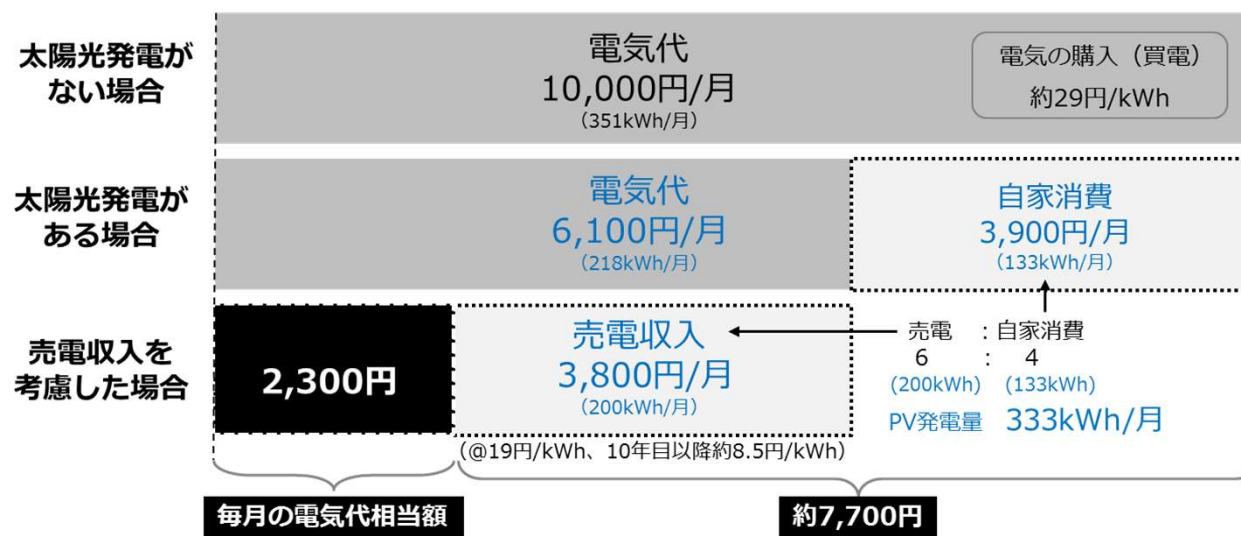 太陽光発電が
ない場合
電気代
10,000円/月
（351kWh/月）
電気の購入（買電）
約29円/kWh
太陽光発電が
ある場合
電気代
6,100円/月
（218kWh/月）
自家消費
3,900円/月
（133kWh/月）
売電収入を
考慮した場合
2,300円
売電収入
3,800円/月
（200kWh/月）
売電 ：自家消費
6 : 4
（200kWh） （133kWh）
PV発電量 333kWh/月
（@19円/kWh、10年目以降約8.5円/kWh）
毎月の電気代相当額
約7,700円